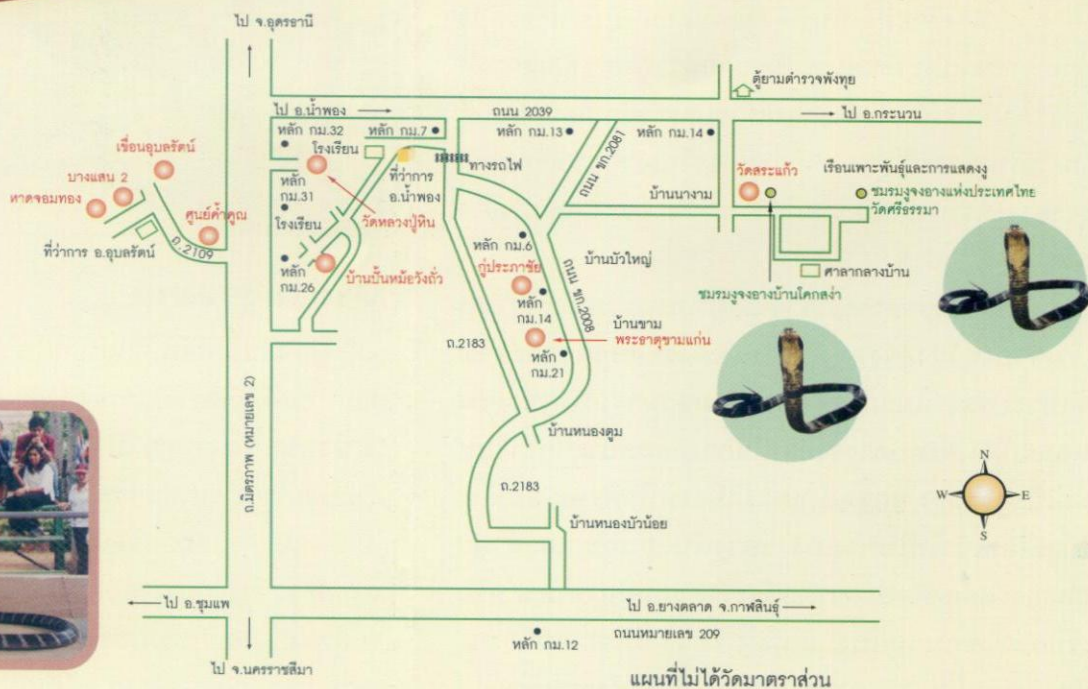 ไป จ.อุดรธานี
ตู้ยามตำรวจพังทุย
ไป อ.น้ำพอง
ถนน 2039
ไป อ.กระนวน
หลัก กม.32
หลัก กม.7
หลัก กม.13
หลัก กม.14
ถนน ขก.2081
เขื่อนอุบลรัตน์
โรงเรียน
ทางรถไฟ
ที่ว่าการ
อ.น้ำพอง
วัดสระแก้ว
เรือนเพาะพันธุ์และการแสดงงู
บางแสน 2
หาดจอมทอง
หลัก
กม.31
บ้านนางาม
ชมรมงูจงอางแห่งประเทศไทย
วัดศรีธรรมา
ศูนย์ค้ำคูณ
โรงเรียน
วัดหลวงปู่หิน
ที่ว่าการ อ.อุบลรัตน์
ถ.2109
หลัก กม.6
บ้านบัวใหญ่
หลัก
กม.26
บ้านปั้นหม้อวังถั่ว
กู่ประภาชัย
ถนน ขก.2008
ศาลากลางบ้าน
หลัก
กม.14
ชมรมงูจงอางบ้านโคกสง่า
บ้านขาม
พระธาตุขามแก่น
ถ.2183
หลัก
กม.21
ถ.มิตรภาพ (หมายเลข 2)
บ้านหนองตูม
ถ.2183
N
W
E
S
บ้านหนองบัวน้อย
ไป อ.ชุมแพ
ไป อ.ยางตลาด จ.กาฬสินธุ์
หลัก กม.12
ถนนหมายเลข 209
ไป จ.นครราชสีมา
แผนที่ไม่ได้วัดมาตราส่วน